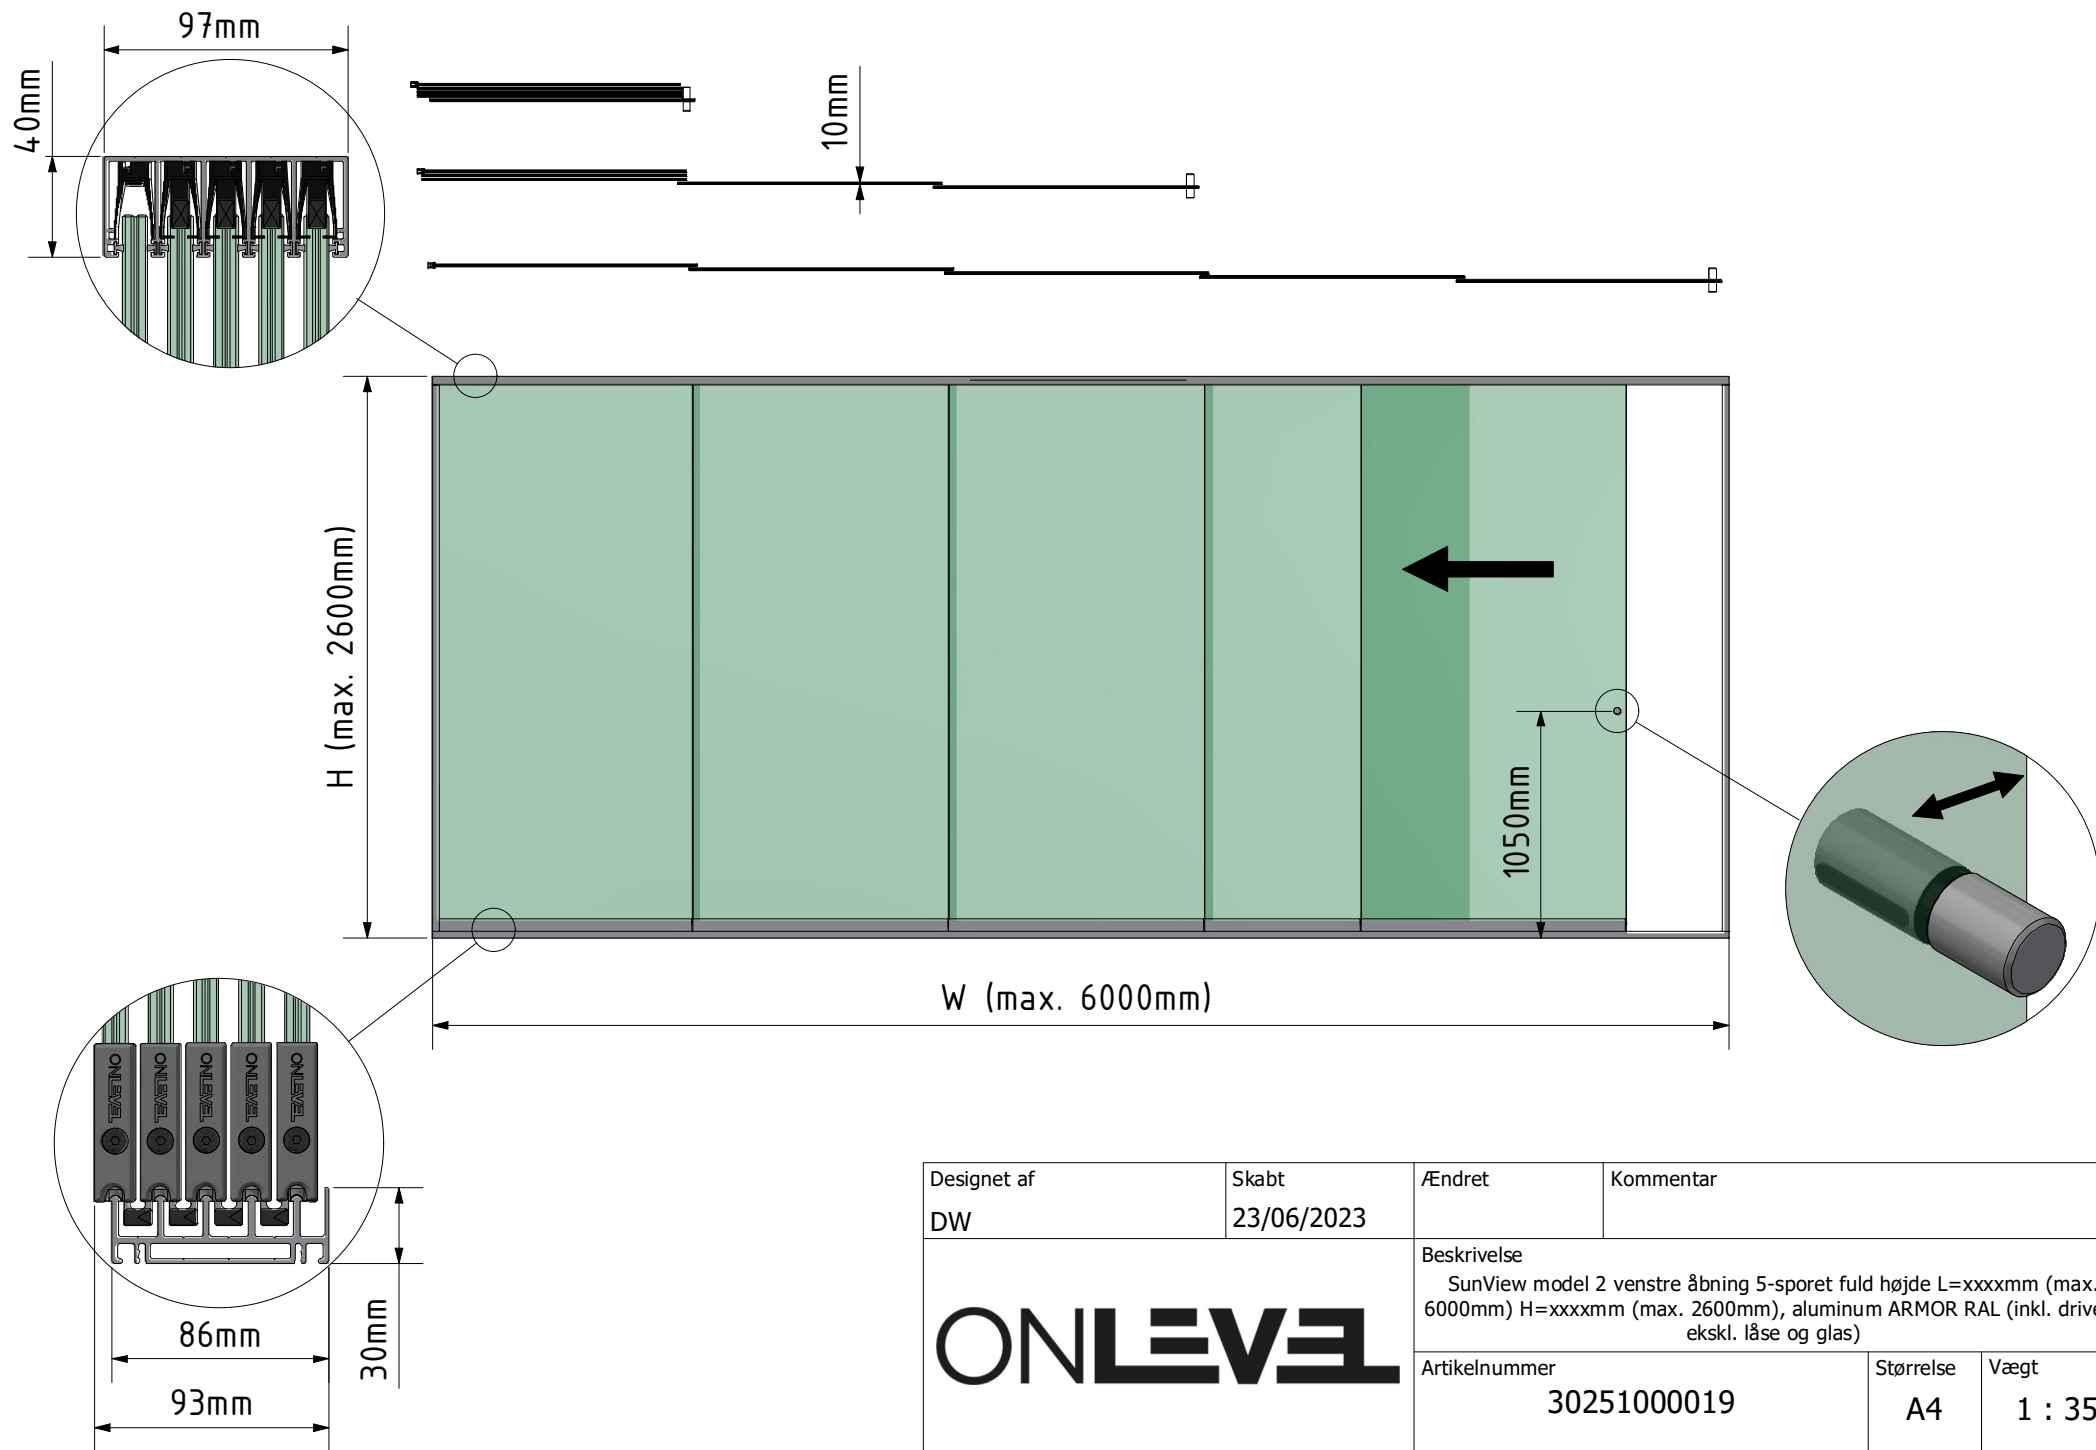 97mm
40mm
10mm
H (max. 2600mm)
1050mm
W (max. 6000mm)
ONLEVEL
ONLEVEL
ONLEVEL
ONLEVEL
ONLEVEL
30mm
86mm
93mm
Designet af
DW
Skabt
23/06/2023
Ændret
Kommentar
ONLEVEL
Beskrivelse
SunView model 2 venstre åbning 5-sporet fuld højde L=xxxxmm (max.
6000mm) H=xxxxmm (max. 2600mm), aluminum ARMOR RAL (inkl. drive
ekskl. låse og glas)
Artikelnummer
30251000019
Størrelse
A4
Vægt
1 : 35